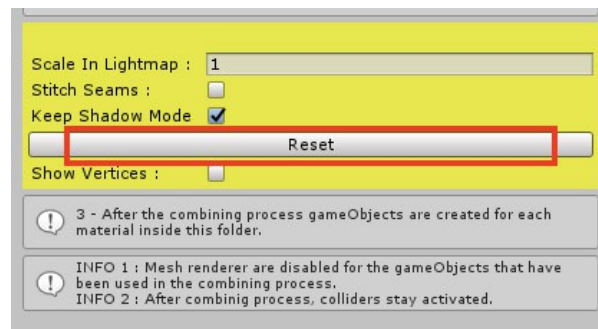 Scale In Lightmap : 1
Stitch Seams :
Keep Shadow Mode
Reset
Show Vertices :
3 - After the combining process gameObjects are created for each
material inside this folder.
INFO 1 : Mesh renderer are disabled for the gameObjects that have
been used in the combining process.
INFO 2 : After combinig process, colliders stay activated.